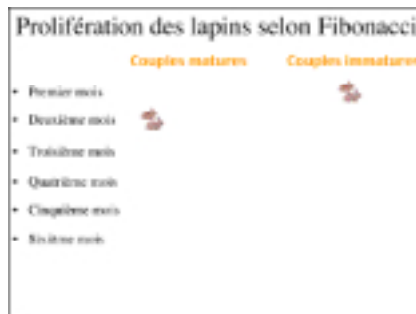 Prolifération des lapins selon Fibonacci
Couples matures Couples immatures
• Premier mois
• Deuxième mois
• Troisième mois
• Quatrième mois
• Cinquième mois
• Sixième mois